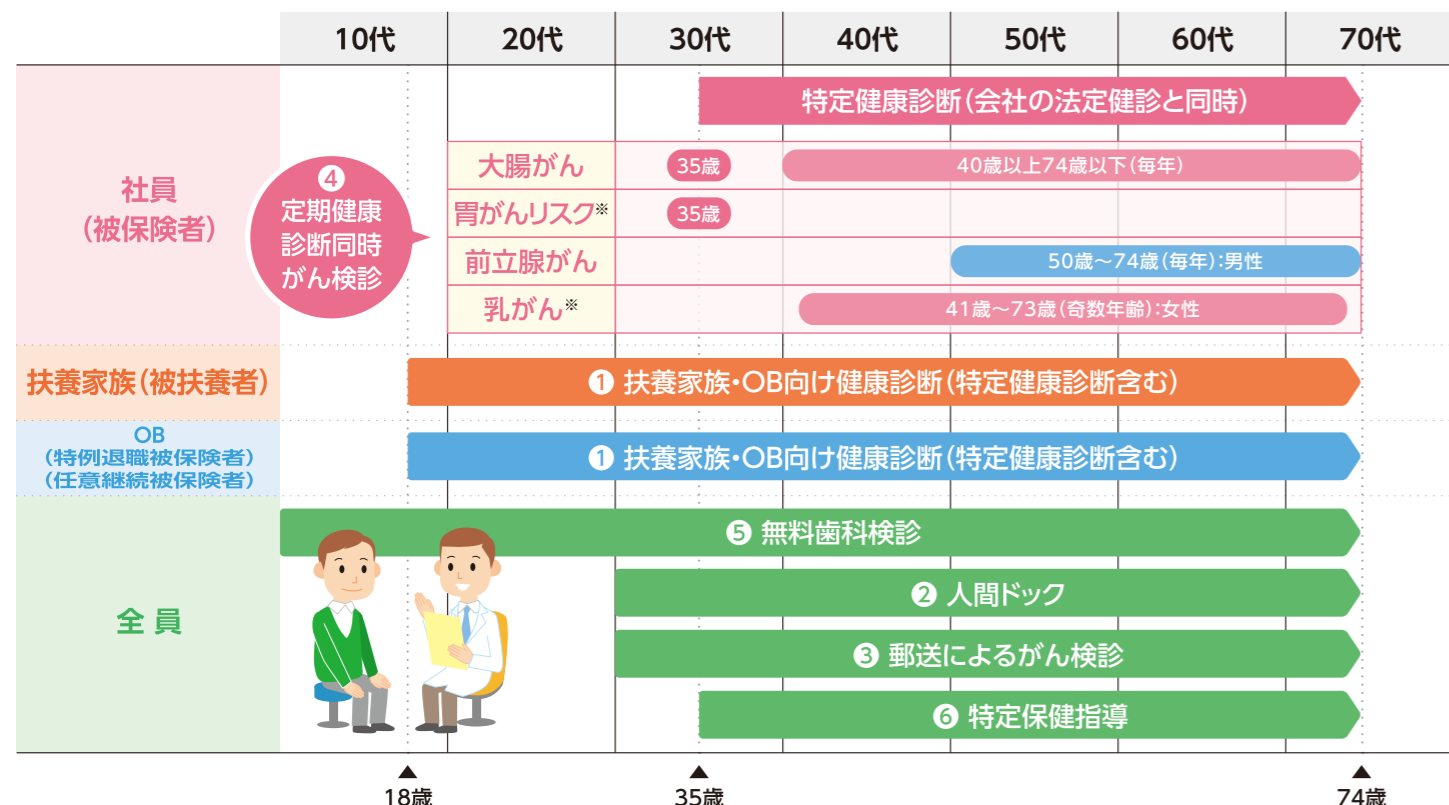 10代 20代 30代 40代 50代 60代 70代
社員
(被保険者)
特定健康診断(会社の法定健診と同時)
❹
定期健康
診断同時
がん検診
大腸がん 35歳 40歳以上74歳以下(毎年)
胃がんリスク※ 35歳
前立腺がん 50歳〜74歳(毎年):男性
乳がん※ 41歳〜73歳(奇数年齢):女性
扶養家族(被扶養者)
❶ 扶養家族・OB向け健康診断(特定健康診断含む)
OB
(特例退職被保険者)
(任意継続被保険者)
❶ 扶養家族・OB向け健康診断(特定健康診断含む)
全員
❺ 無料歯科検診
❷ 人間ドック
❸ 郵送によるがん検診
❻ 特定保健指導
▲ ▲ ▲
18歳 35歳 74歳